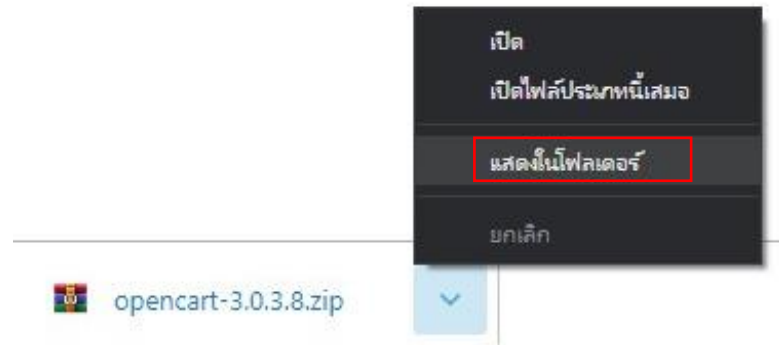 เปิด
เปิดไฟล์ประเภทนี้เสมอ
แสดงในโฟลเดอร์
ยกเลิก
opencart-3.0.3.8.zip